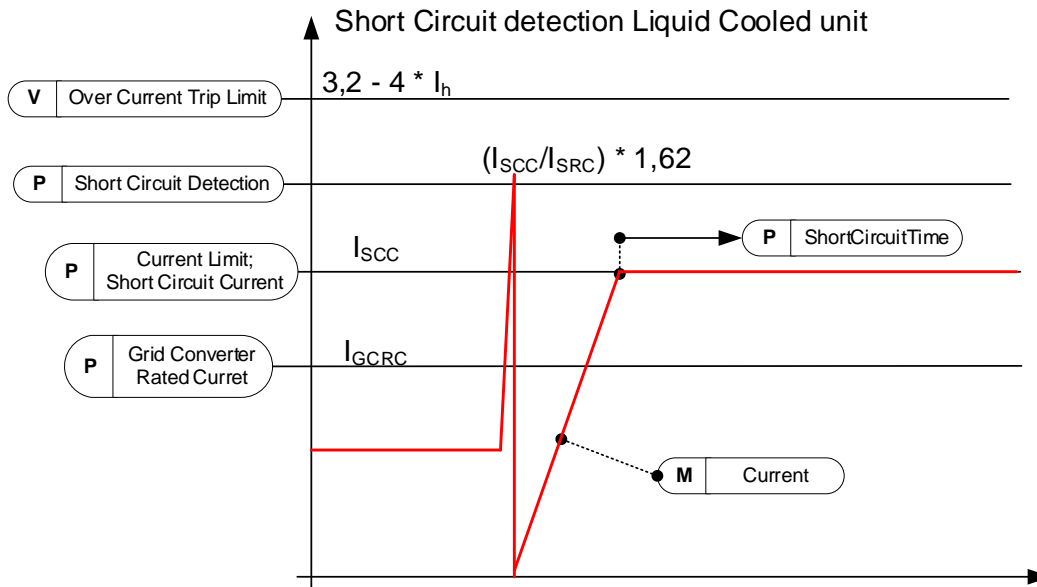 Short Circuit detection Liquid Cooled unit
V Over Current Trip Limit
3,2 - 4 * Ih
(ISCC/ISRC) * 1,62
P Short Circuit Detection
P ShortCircuitTime
ISCC
P Current Limit;
Short Circuit Current
IGCRC
P Grid Converter
Rated Curret
M Current